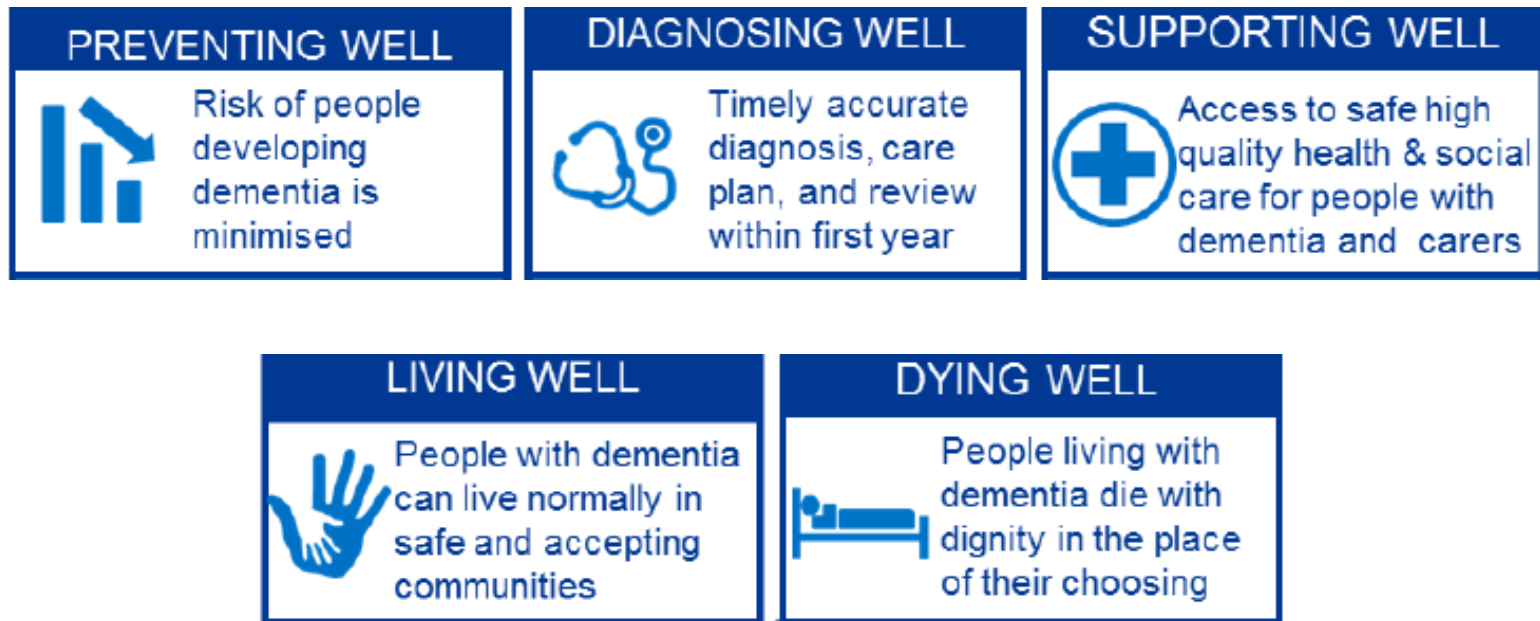 PREVENTING WELL
Risk of people
developing
dementia is
minimised
DIAGNOSING WELL
Timely accurate
diagnosis, care
plan, and review
within first year
SUPPORTING WELL
Access to safe high
quality health & social
care for people with
dementia and carers
LIVING WELL
People with dementia
can live normally in
safe and accepting
communities
DYING WELL
People living with
dementia die with
dignity in the place
of their choosing